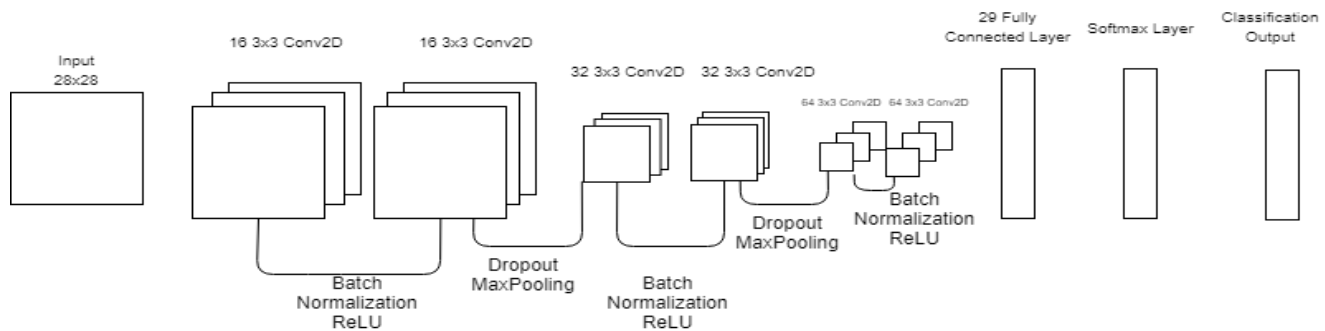 Input
28x28
16 3x3 Conv2D
16 3x3 Conv2D
32 3x3 Conv2D
32 3x3 Conv2D
64 3x3 Conv2D
64 3x3 Conv2D
29 Fully
Connected Layer
Softmax Layer
Classification
Output
Batch
Normalization
ReLU
Dropout
MaxPooling
Batch
Normalization
ReLU
Dropout
MaxPooling
Batch
Normalization
ReLU